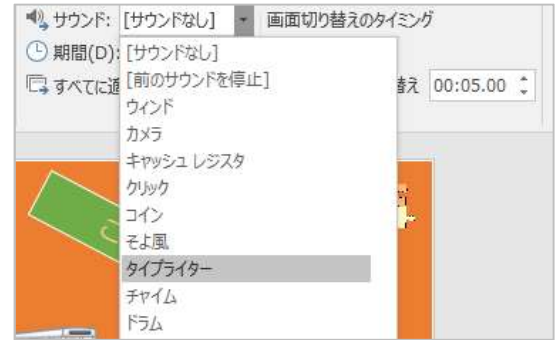 サウンド: [サウンドなし] 画面切り替えのタイミング
期間(D): [サウンドなし]
すべてに適 [前のサウンドを停止] 替え 00:05.00
ウィンド
カメラ
キャッシュ レジスタ
クリック
コイン
そよ風
タイプライター
チャイム
ドラム